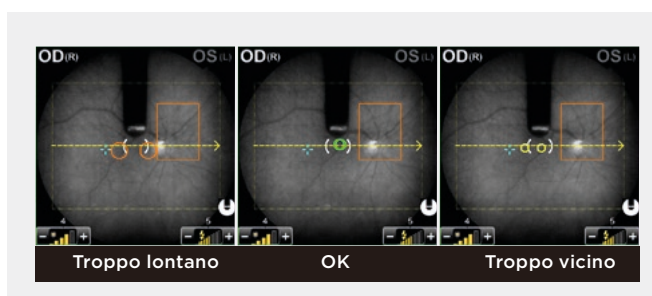 OD(R) OS(L) OD(R) OS(L) OD(R) OS(L)
4 5 4 5 4 5
- + - + - + - + - + - +
Troppo lontano OK Troppo vicino